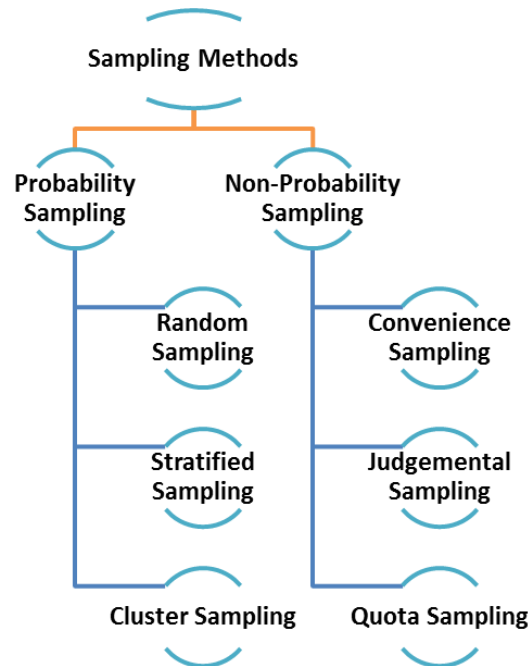 Sampling Methods
Probability
Sampling
Non-Probability
Sampling
Random
Sampling
Convenience
Sampling
Stratified
Sampling
Judgemental
Sampling
Cluster Sampling
Quota Sampling